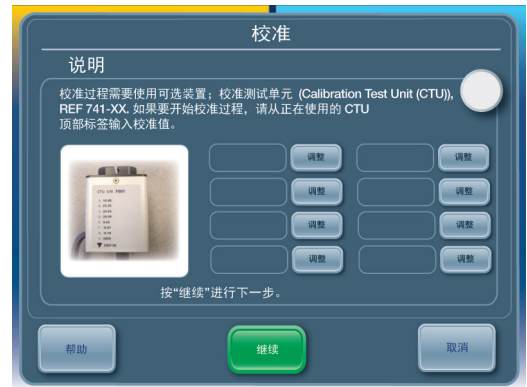 校准
说明
校准过程需要使用可选装置；校准测试单元 (Calibration Test Unit (CTU)),
REF 741-XX. 如果要开始校准过程，请从正在使用的 CTU
顶部标签输入校准值。
调整 调整
调整 调整
调整 调整
调整 调整
按“继续”进行下一步。
帮助 继续 取消